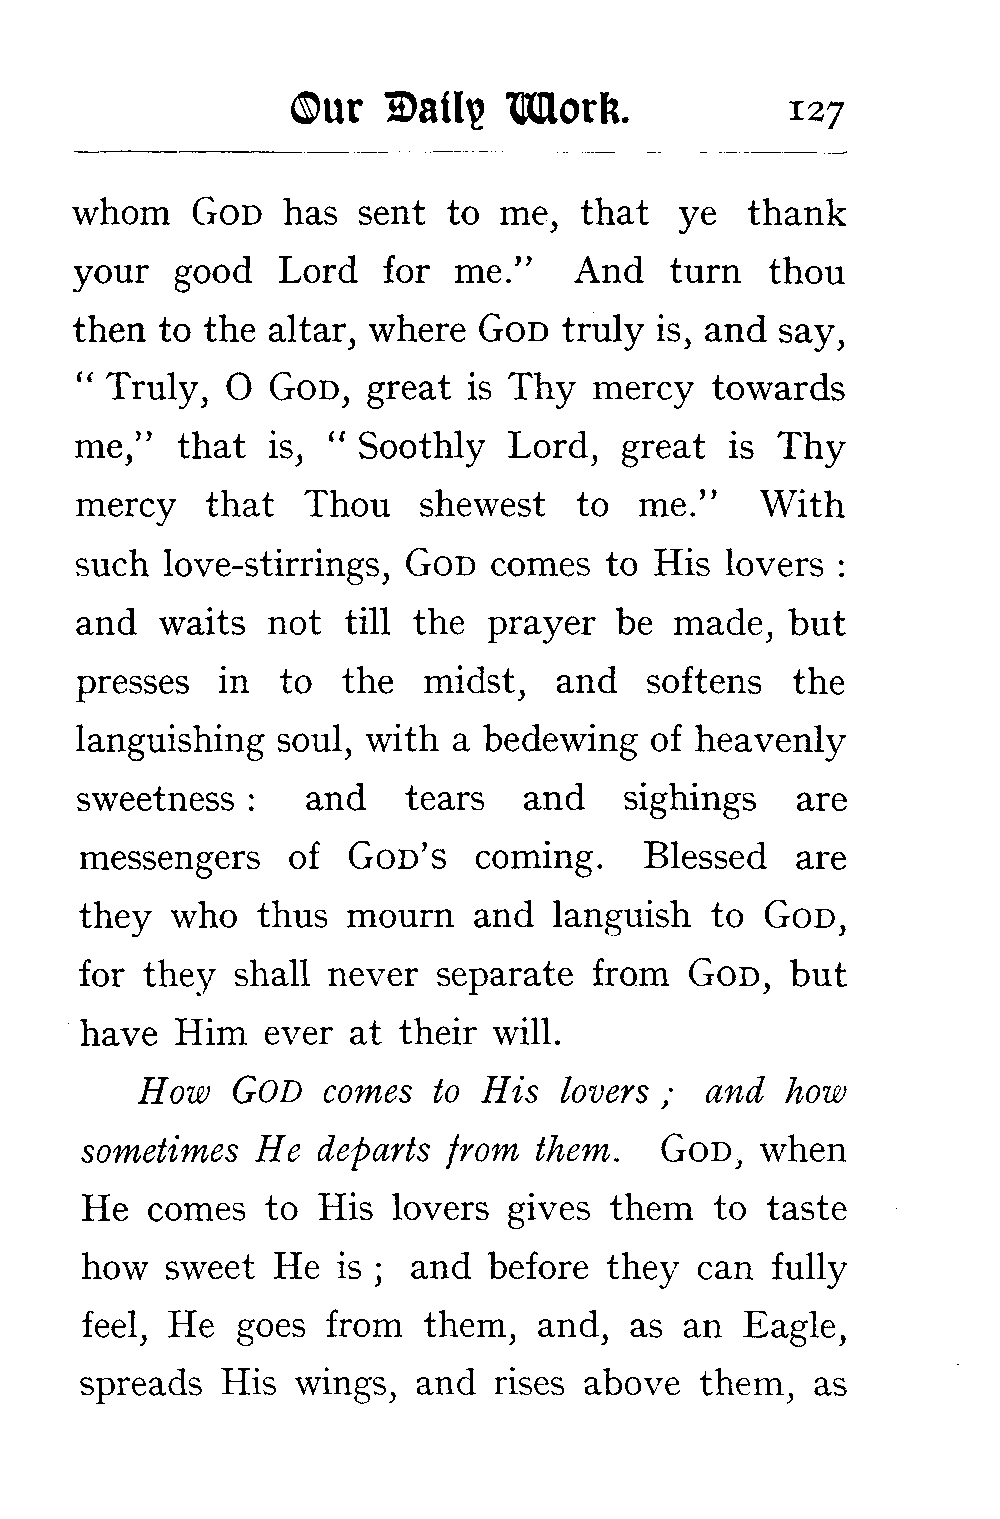 Our Daily Work. 127
whom GOD has sent to me, that ye thank
your good Lord for me.” And turn thou
then to the altar, where GOD truly is, and say,
“ Truly, O GOD, great is Thy mercy towards
me,” that is, “ Soothly Lord, great is Thy
mercy that Thou shewest to me.” With
such love-stirrings, GOD comes to His lovers :
and waits not till the prayer be made, but
presses in to the midst, and softens the
languishing soul, with a bedewing of heavenly
sweetness : and tears and sighings are
messengers of GOD’S coming. Blessed are
they who thus mourn and languish to GOD,
for they shall never separate from GOD, but
have Him ever at their will.
How GOD comes to His lovers ; and how
sometimes He departs from them. GOD, when
He comes to His lovers gives them to taste
how sweet He is ; and before they can fully
feel, He goes from them, and, as an Eagle,
spreads His wings, and rises above them, as